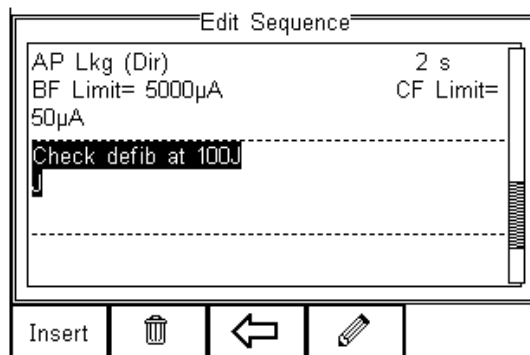 Edit Sequence
AP Lkg (Dir) 2 s
BF Limit= 5000µA CF Limit=
50µA
Check defib at 100J
J
Insert